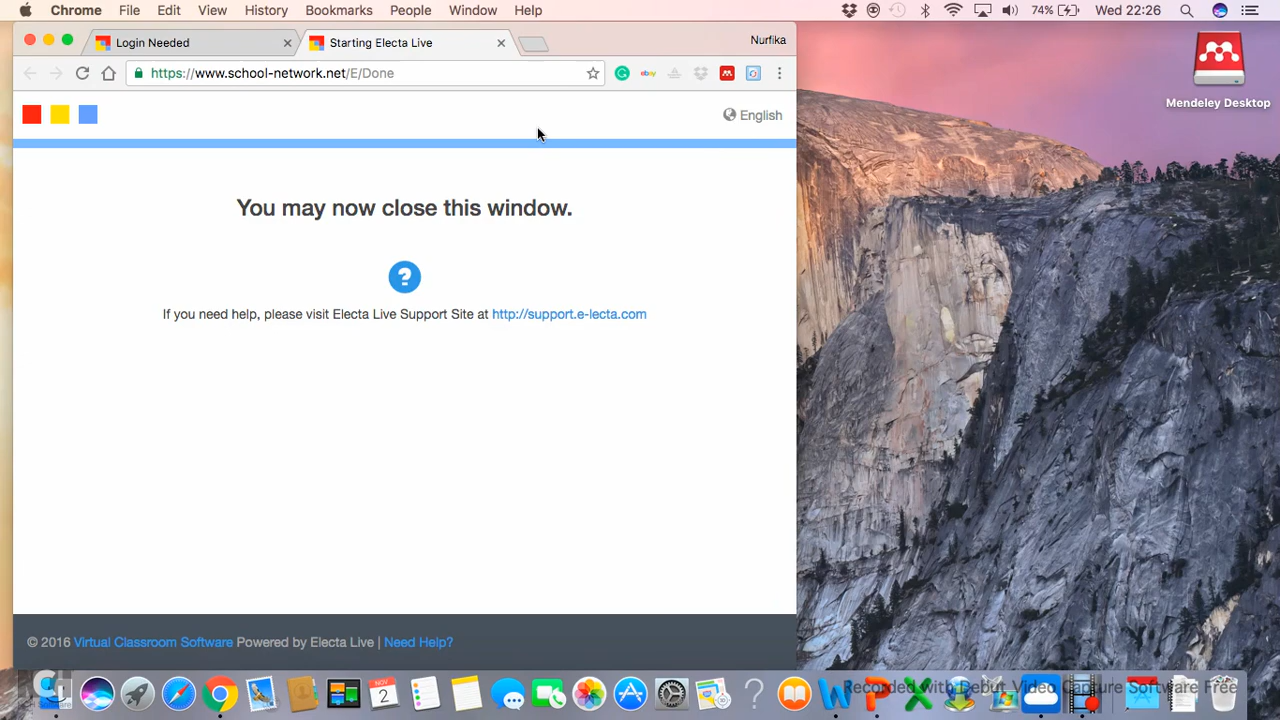 Chrome File Edit View History Bookmarks People Window Help 74% Wed 22:26
Login Needed Starting Electa Live Nurfika
https://www.school-network.net/E/Done ebay
English
You may now close this window.
?
If you need help, please visit Electa Live Support Site at http://support.e-lecta.com
© 2016 Virtual Classroom Software Powered by Electa Live | Need Help?
Mendeley Desktop
NOV
2
Recorded with Debut Video Capture Software Free